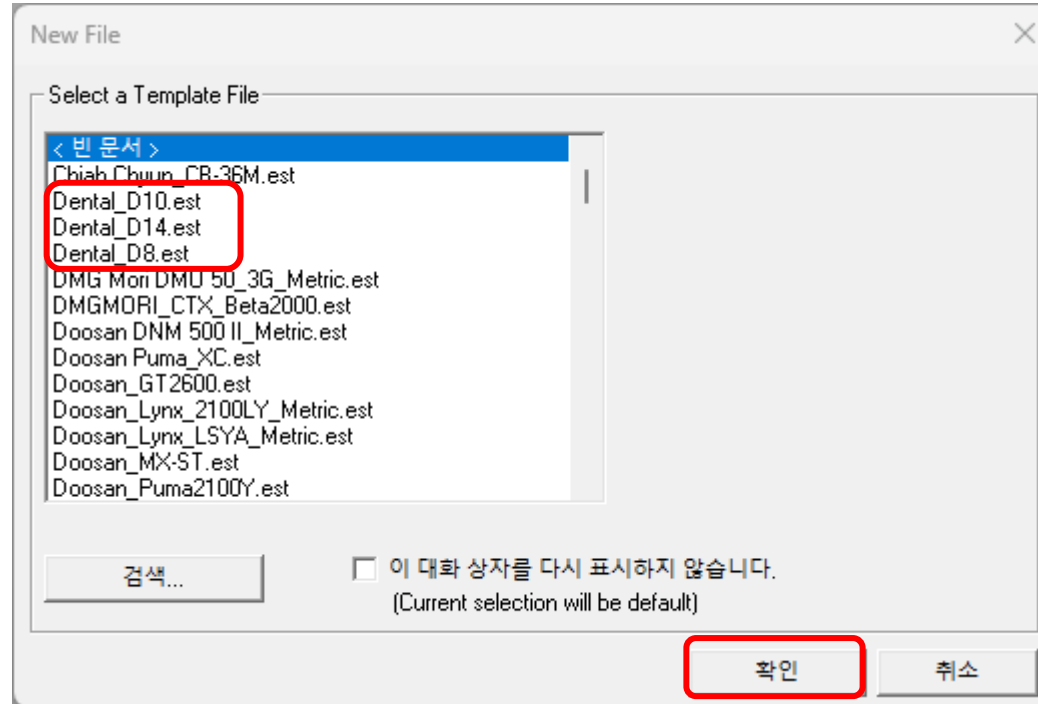 New File
Select a Template File
< 빈 문서 >
Chiah Chyun_CB-36M.est
Dental_D10.est
Dental_D14.est
Dental_D8.est
DMG Mori DMU 50_3G_Metric.est
DMGMORI_CTX_Beta2000.est
Doosan DNM 500 II_Metric.est
Doosan Puma_XC.est
Doosan_GT2600.est
Doosan_Lynx_2100LY_Metric.est
Doosan_Lynx_LSYA_Metric.est
Doosan_MX-ST.est
Doosan_Puma2100Y.est
검색...
이 대화 상자를 다시 표시하지 않습니다.
(Current selection will be default)
확인
취소